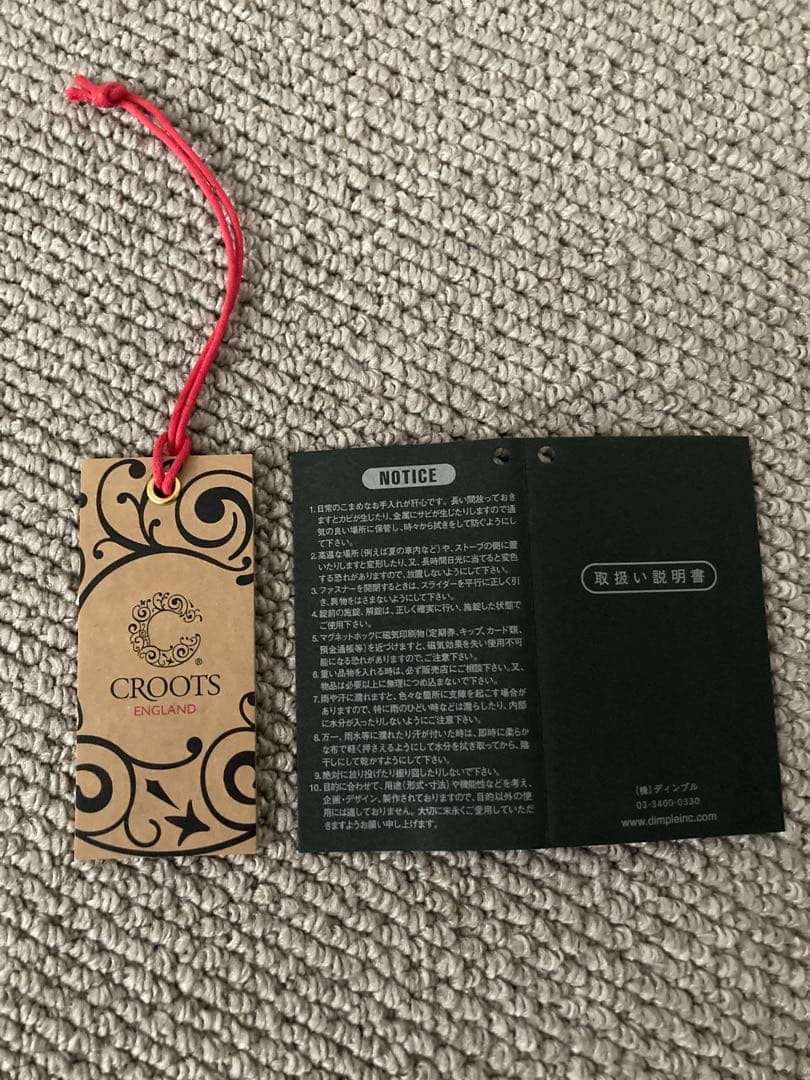 CROOTS
ENGLAND
NOTICE
1. 日常のこまめなお手入れが肝心です。長い間放っておき
ますとカビが生じたり、金属にサビが生じたりしますので通
気の良い場所に保管し、時々から拭きをして防ぐようにし
て下さい。
2. 高温な場所(例えば夏の車内など)や、ストーブの側に置
いたりしますと変形したり、又、長時間日光に当てると変色
する恐れがありますので、放置しないようにして下さい。
3. ファスナーを開閉するときは、スライダーを平行に正しく引
き、異物をはさまないようにして下さい。
4. 錠前の施錠、解錠は、正しく確実に行い、施錠した状態で
ご使用下さい。
5. マグネットホックに磁気印刷物(定期券、キップ、カード類、
預金通帳等)を近づけますと、磁気効果を失い使用不可
能になる恐れがありますので、ご注意下さい。
6. 重い品物を入れる時は、必ず販売店にご相談下さい。又、
物品は必要以上に無理につめ込まないで下さい。
7. 雨や汗に濡れますと、色々な箇所に支障を起こす場合が
ありますので、特に雨のひどい時などは濡らしたり、内部
に水分が入ったりしないようにご注意下さい。
8. 万一、雨水等に濡れたり汗が付いた時は、即時に柔らか
な布で軽く押さえるようにして水分を拭き取ってから、陰
干しにして乾かすようにして下さい。
9. 絶対に放り投げたり振り回したりしないで下さい。
10. 目的に合わせて、用途(形式・寸法)や機能性などを考え、
企画・デザイン、製作されておりますので、目的以外の使
用には適しておりません。大切に末永くご愛用していただ
きますようお願い申し上げます。
取扱い説明書
(株)ディンプル
03-3400-0330
www.dimpleinc.com